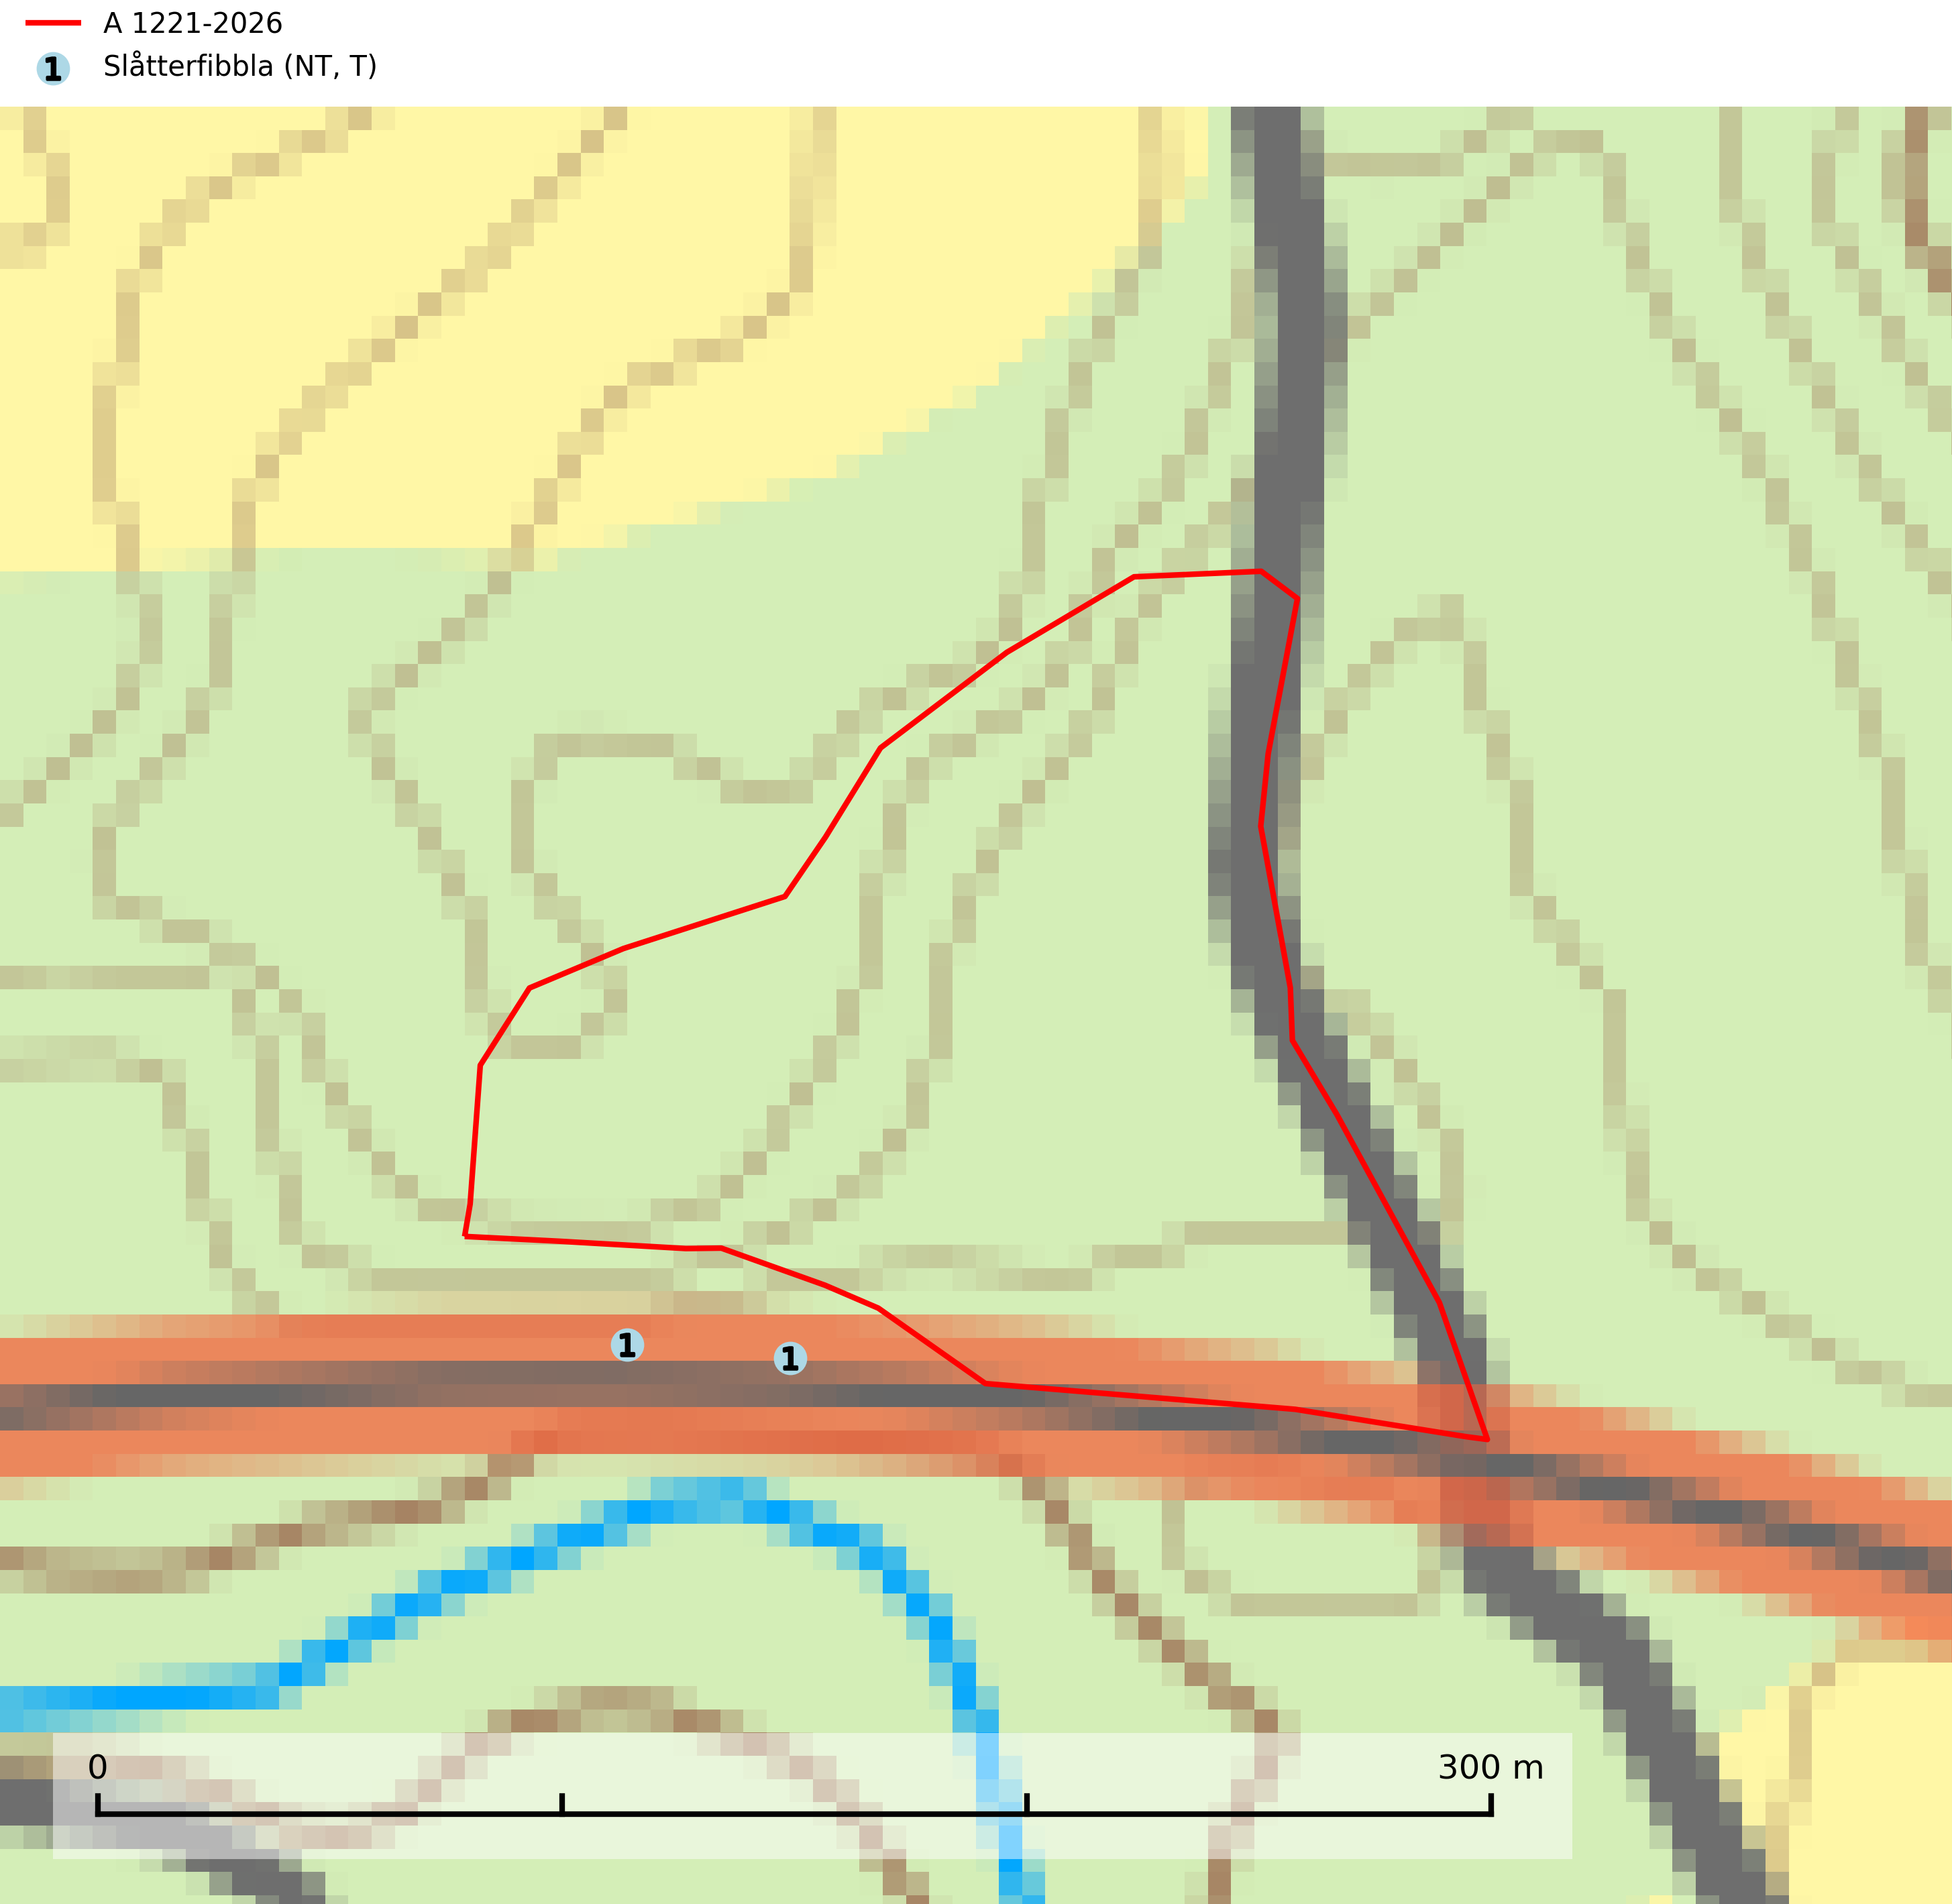 A 1221-2026
1 Slåtterfibbla (NT, T)
1
1
0 300 m